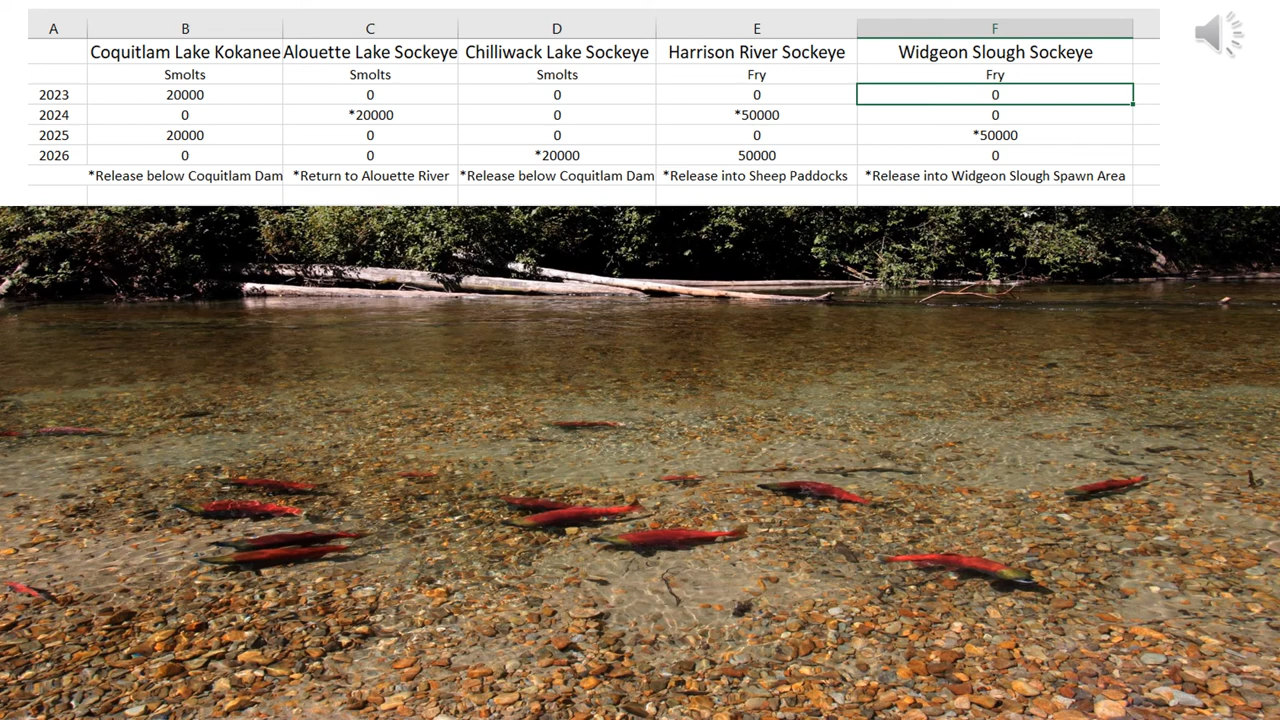 A B C D E F
Coquitlam Lake Kokanee Alouette Lake Sockeye Chilliwack Lake Sockeye Harrison River Sockeye Widgeon Slough Sockeye
Smolts Smolts Smolts Fry Fry
2023 20000 0 0 0 0
2024 0 *20000 0 *50000 0
2025 20000 0 0 0 *50000
2026 0 0 *20000 50000 0
*Release below Coquitlam Dam *Return to Alouette River *Release below Coquitlam Dam *Release into Sheep Paddocks *Release into Widgeon Slough Spawn Area